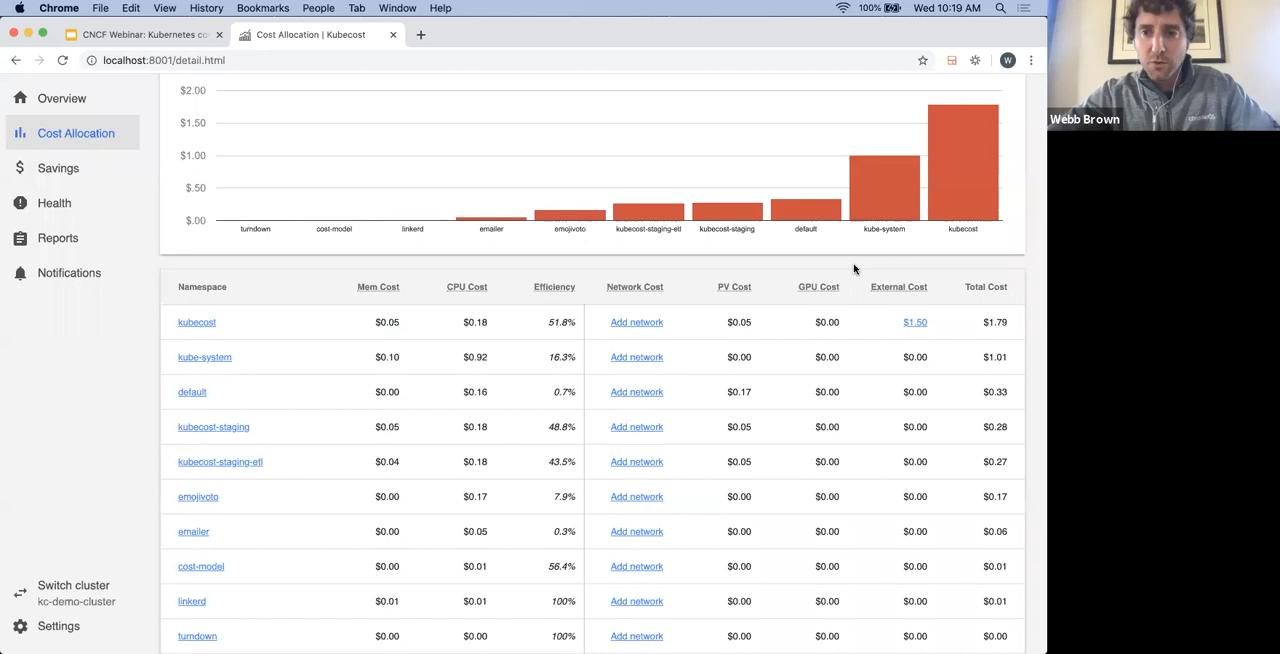 Chrome File Edit View History Bookmarks People Tab Window Help 100% Wed 10:19 AM
CNCF Webinar: Kubernetes co Cost Allocation | Kubecost
localhost:8001/detail.html W
Webb Brown
Overview
Cost Allocation
Savings
Health
Reports
Notifications
Switch cluster
kc-demo-cluster
Settings
$2.00
$1.50
$1.00
$.50
$.00
turndown cost-model linkerd emailer emojivoto kubecost-staging-etl kubecost-staging default kube-system kubecost
Namespace Mem Cost CPU Cost Efficiency Network Cost PV Cost GPU Cost External Cost Total Cost
kubecost $0.05 $0.18 51.8% Add network $0.05 $0.00 $1.50 $1.79
kube-system $0.10 $0.92 16.3% Add network $0.00 $0.00 $0.00 $1.01
default $0.00 $0.16 0.7% Add network $0.17 $0.00 $0.00 $0.33
kubecost-staging $0.05 $0.18 48.8% Add network $0.05 $0.00 $0.00 $0.28
kubecost-staging-etl $0.04 $0.18 43.5% Add network $0.05 $0.00 $0.00 $0.27
emojivoto $0.00 $0.17 7.9% Add network $0.00 $0.00 $0.00 $0.17
emailer $0.00 $0.05 0.3% Add network $0.00 $0.00 $0.00 $0.06
cost-model $0.00 $0.01 56.4% Add network $0.00 $0.00 $0.00 $0.01
linkerd $0.01 $0.01 100% Add network $0.00 $0.00 $0.00 $0.01
turndown $0.00 $0.00 100% Add network $0.00 $0.00 $0.00 $0.00